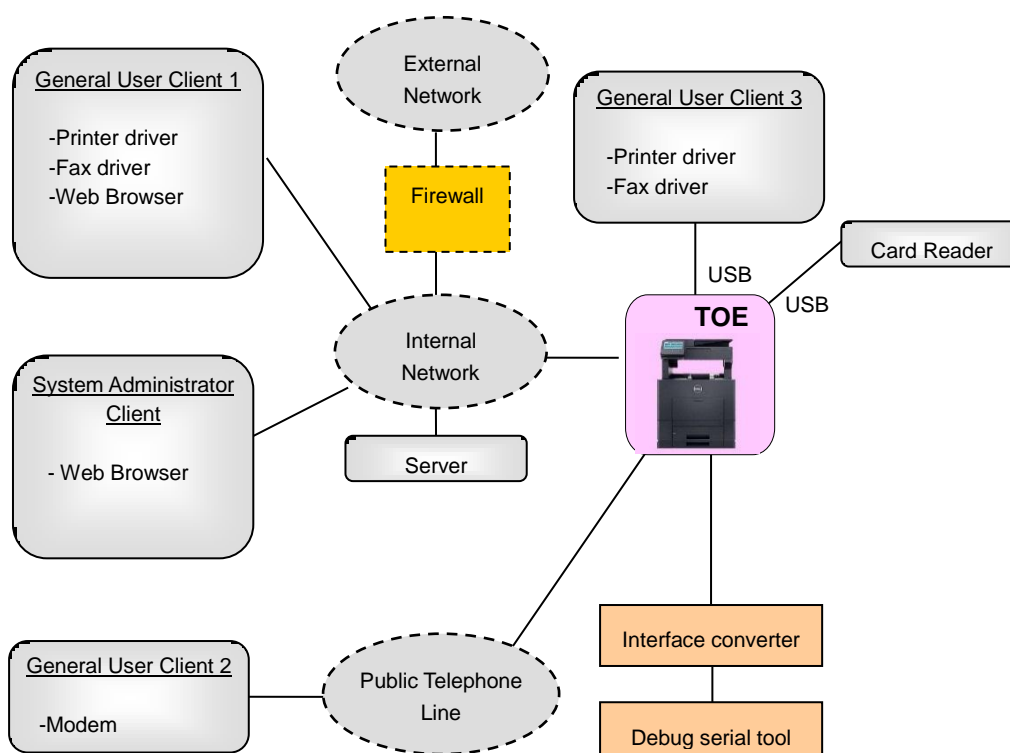 External
Network
General User Client 1
-Printer driver
-Fax driver
-Web Browser
Firewall
General User Client 3
-Printer driver
-Fax driver
Card Reader
USB
USB
TOE
Internal
Network
System Administrator
Client
- Web Browser
Server
Interface converter
General User Client 2
-Modem
Public Telephone
Line
Debug serial tool